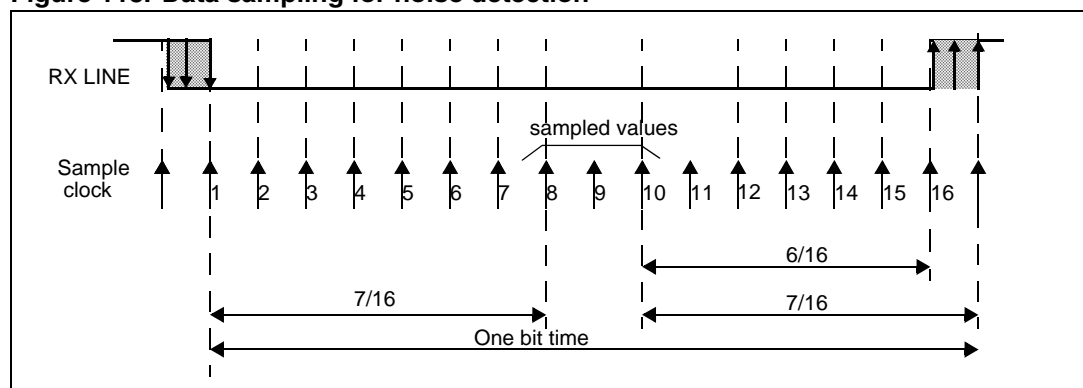 Figure 118. Data sampling for noise detection
RX LINE
sampled values
Sample
clock
1 2 3 4 5 6 7 8 9 10 11 12 13 14 15 16
6/16
7/16
7/16
One bit time